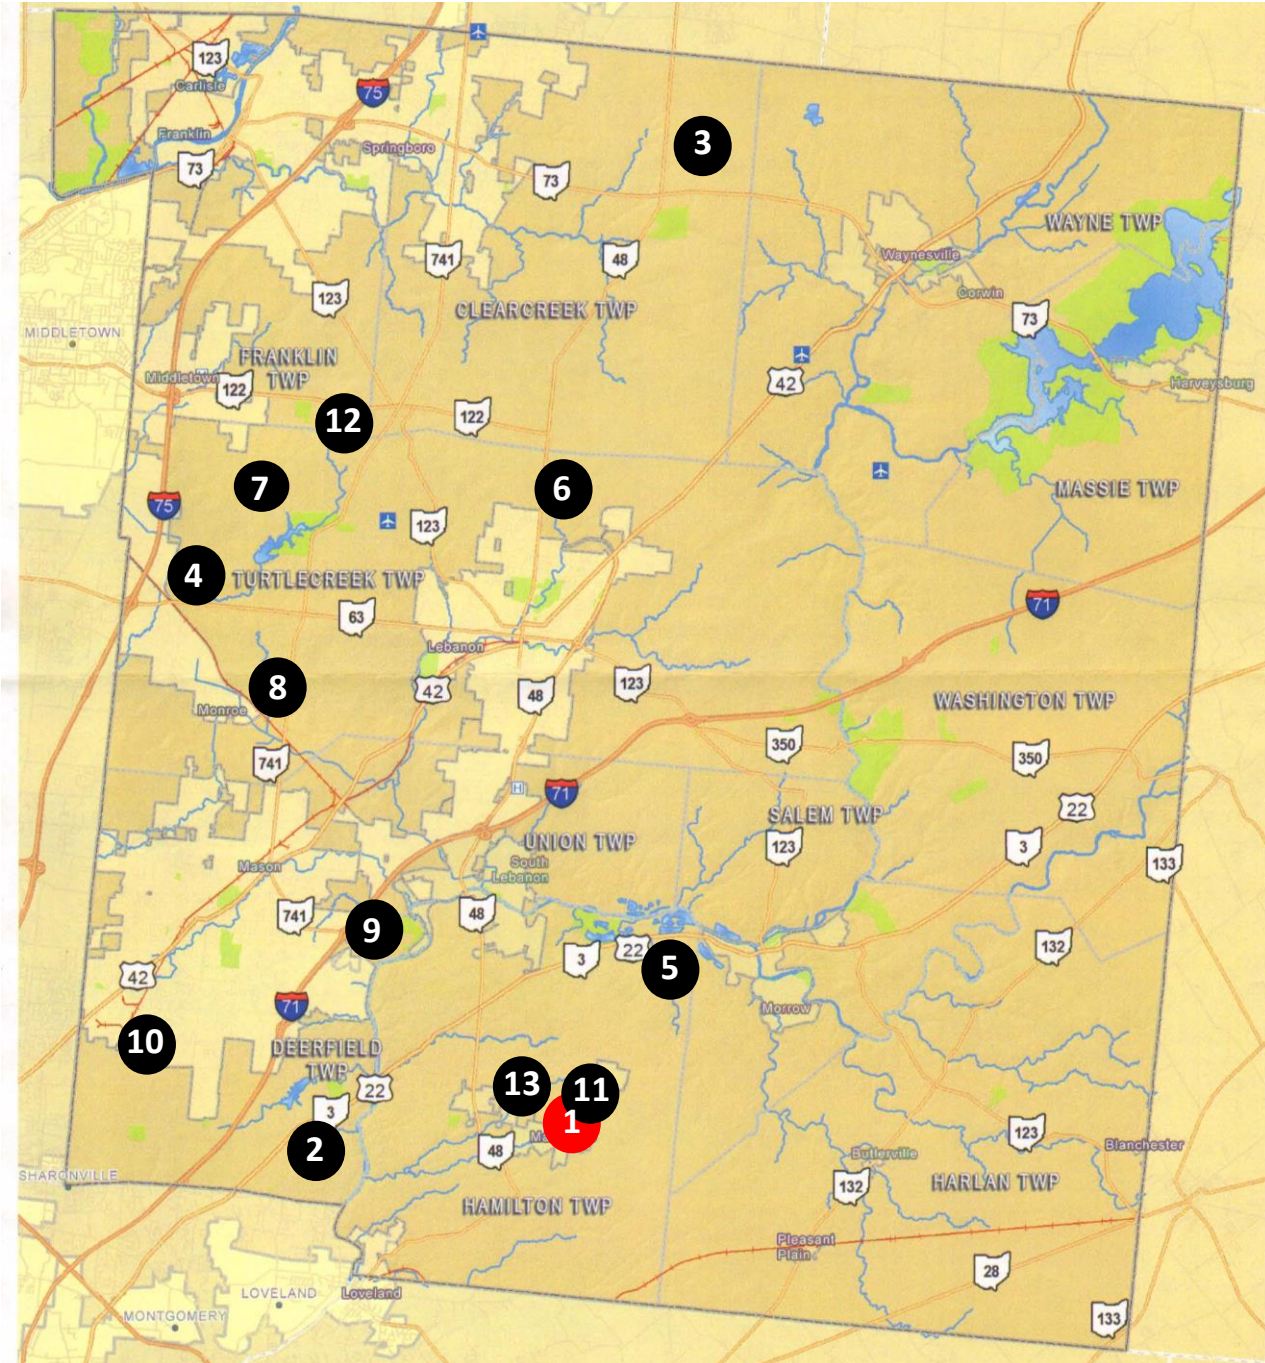 123
Carlisle
75
Franklin
73
Springboro
3
73
WAYNE TWP
741
48
Waynesville
Corwin
123
CLEARCREEK TWP
73
MIDDLETOWN
FRANKLIN
TWP
Middletown
122
42
Harveysburg
12
122
7
6
MASSIE TWP
75
123
4
TURTLECREEK TWP
63
71
Lebanon
8
42
48
123
WASHINGTON TWP
Monroe
741
350
350
71
22
SALEM TWP
UNION TWP
123
3
133
Mason
South
Lebanon
741
48
9
132
3
22
5
42
71
Morrow
10
DEERFIELD
TWP
22
13
11
3
1
Ma
2
48
123
Blanchester
Butlerville
SHARONVILLE
132
HARLAN TWP
HAMILTON TWP
Pleasant
Plain
28
LOVELAND
Loveland
MONTGOMERY
133
H